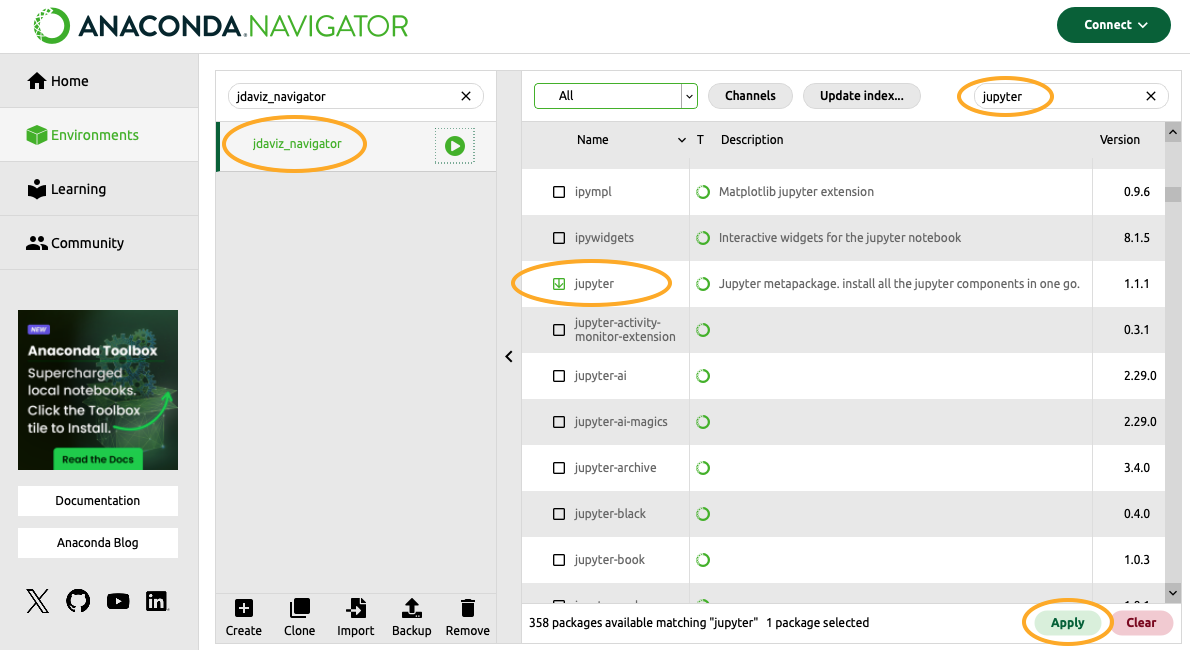 ANACONDA.NAVIGATOR
Connect
Home
Environments
Learning
Community
NEW
Anaconda Toolbox
Supercharged
local notebooks.
Click the Toolbox
tile to Install.
Read the Docs
Documentation
Anaconda Blog
jdaviz_navigator
jdaviz_navigator
Create
Clone
Import
Backup
Remove
All
Channels
Update index...
jupyter
Name T Description Version
ipympl Matplotlib jupyter extension 0.9.6
ipywidgets Interactive widgets for the jupyter notebook 8.1.5
jupyter Jupyter metapackage. install all the jupyter components in one go. 1.1.1
jupyter-activity-
monitor-extension 0.3.1
jupyter-ai 2.29.0
jupyter-ai-magics 2.29.0
jupyter-archive 3.4.0
jupyter-black 0.4.0
jupyter-book 1.0.3
358 packages available matching "jupyter" 1 package selected
Apply
Clear